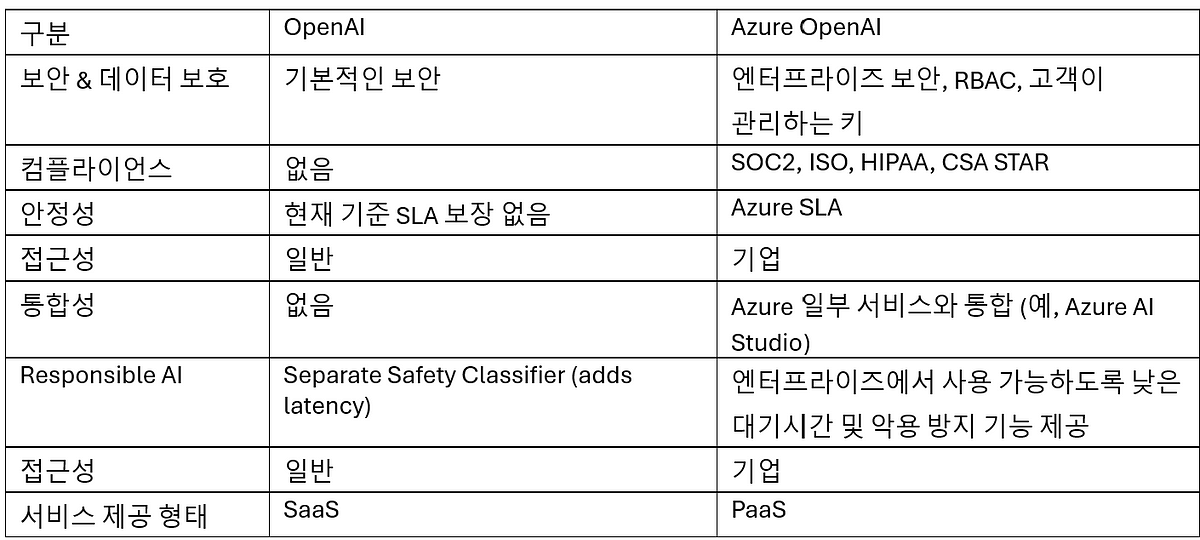 구분 OpenAI Azure OpenAI
보안 & 데이터 보호 기본적인 보안 엔터프라이즈 보안, RBAC, 고객이
관리하는 키
컴플라이언스 없음 SOC2, ISO, HIPAA, CSA STAR
안정성 현재 기준 SLA 보장 없음 Azure SLA
접근성 일반 기업
통합성 없음 Azure 일부 서비스와 통합 (예, Azure AI
Studio)
Responsible AI Separate Safety Classifier (adds
latency) 엔터프라이즈에서 사용 가능하도록 낮은
대기시간 및 악용 방지 기능 제공
접근성 일반 기업
서비스 제공 형태 SaaS PaaS